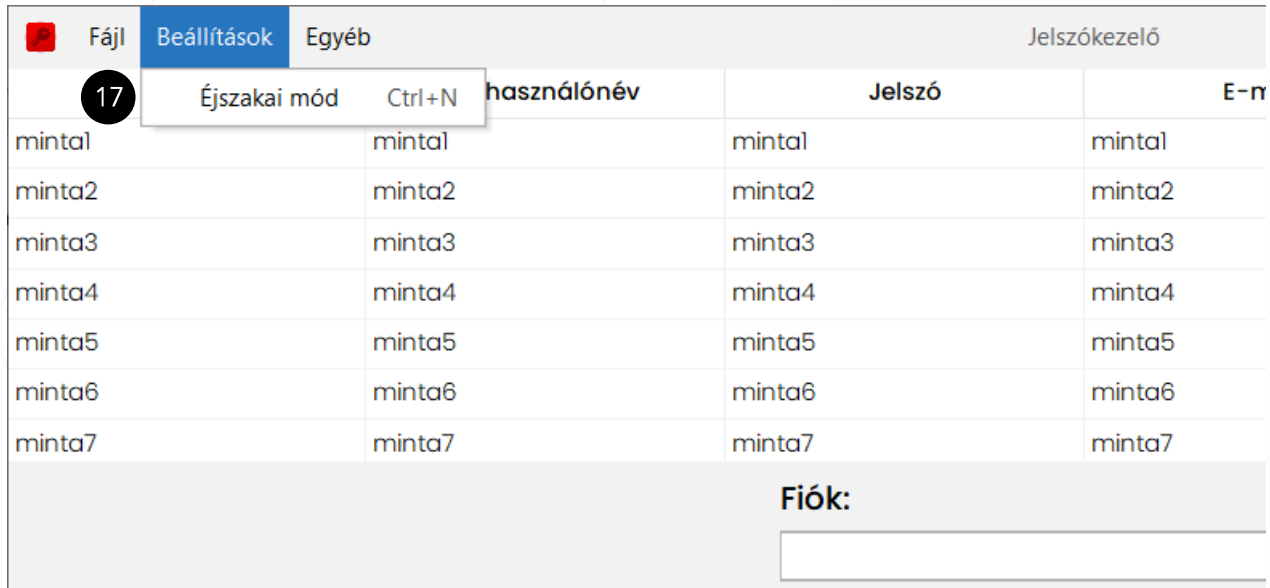 Fájl Beállítások Egyéb Jelszókezelő
17 Éjszakai mód Ctrl+N használónév Jelszó E-m
minta1 minta1 minta1 minta1
minta2 minta2 minta2 minta2
minta3 minta3 minta3 minta3
minta4 minta4 minta4 minta4
minta5 minta5 minta5 minta5
minta6 minta6 minta6 minta6
minta7 minta7 minta7 minta7
Fiók: